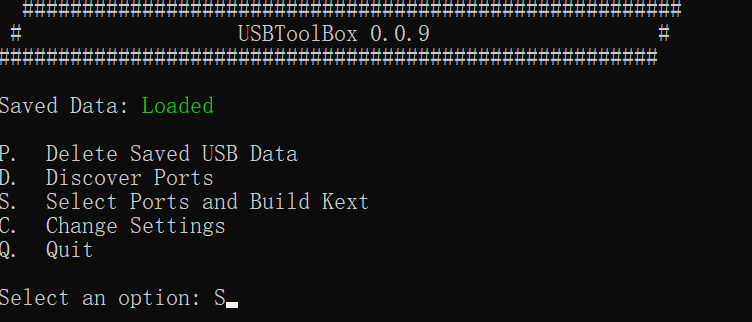 #######################################################
# USBToolBox 0.0.9 #
#######################################################
Saved Data: Loaded
P. Delete Saved USB Data
D. Discover Ports
S. Select Ports and Build Kext
C. Change Settings
Q. Quit
Select an option: S